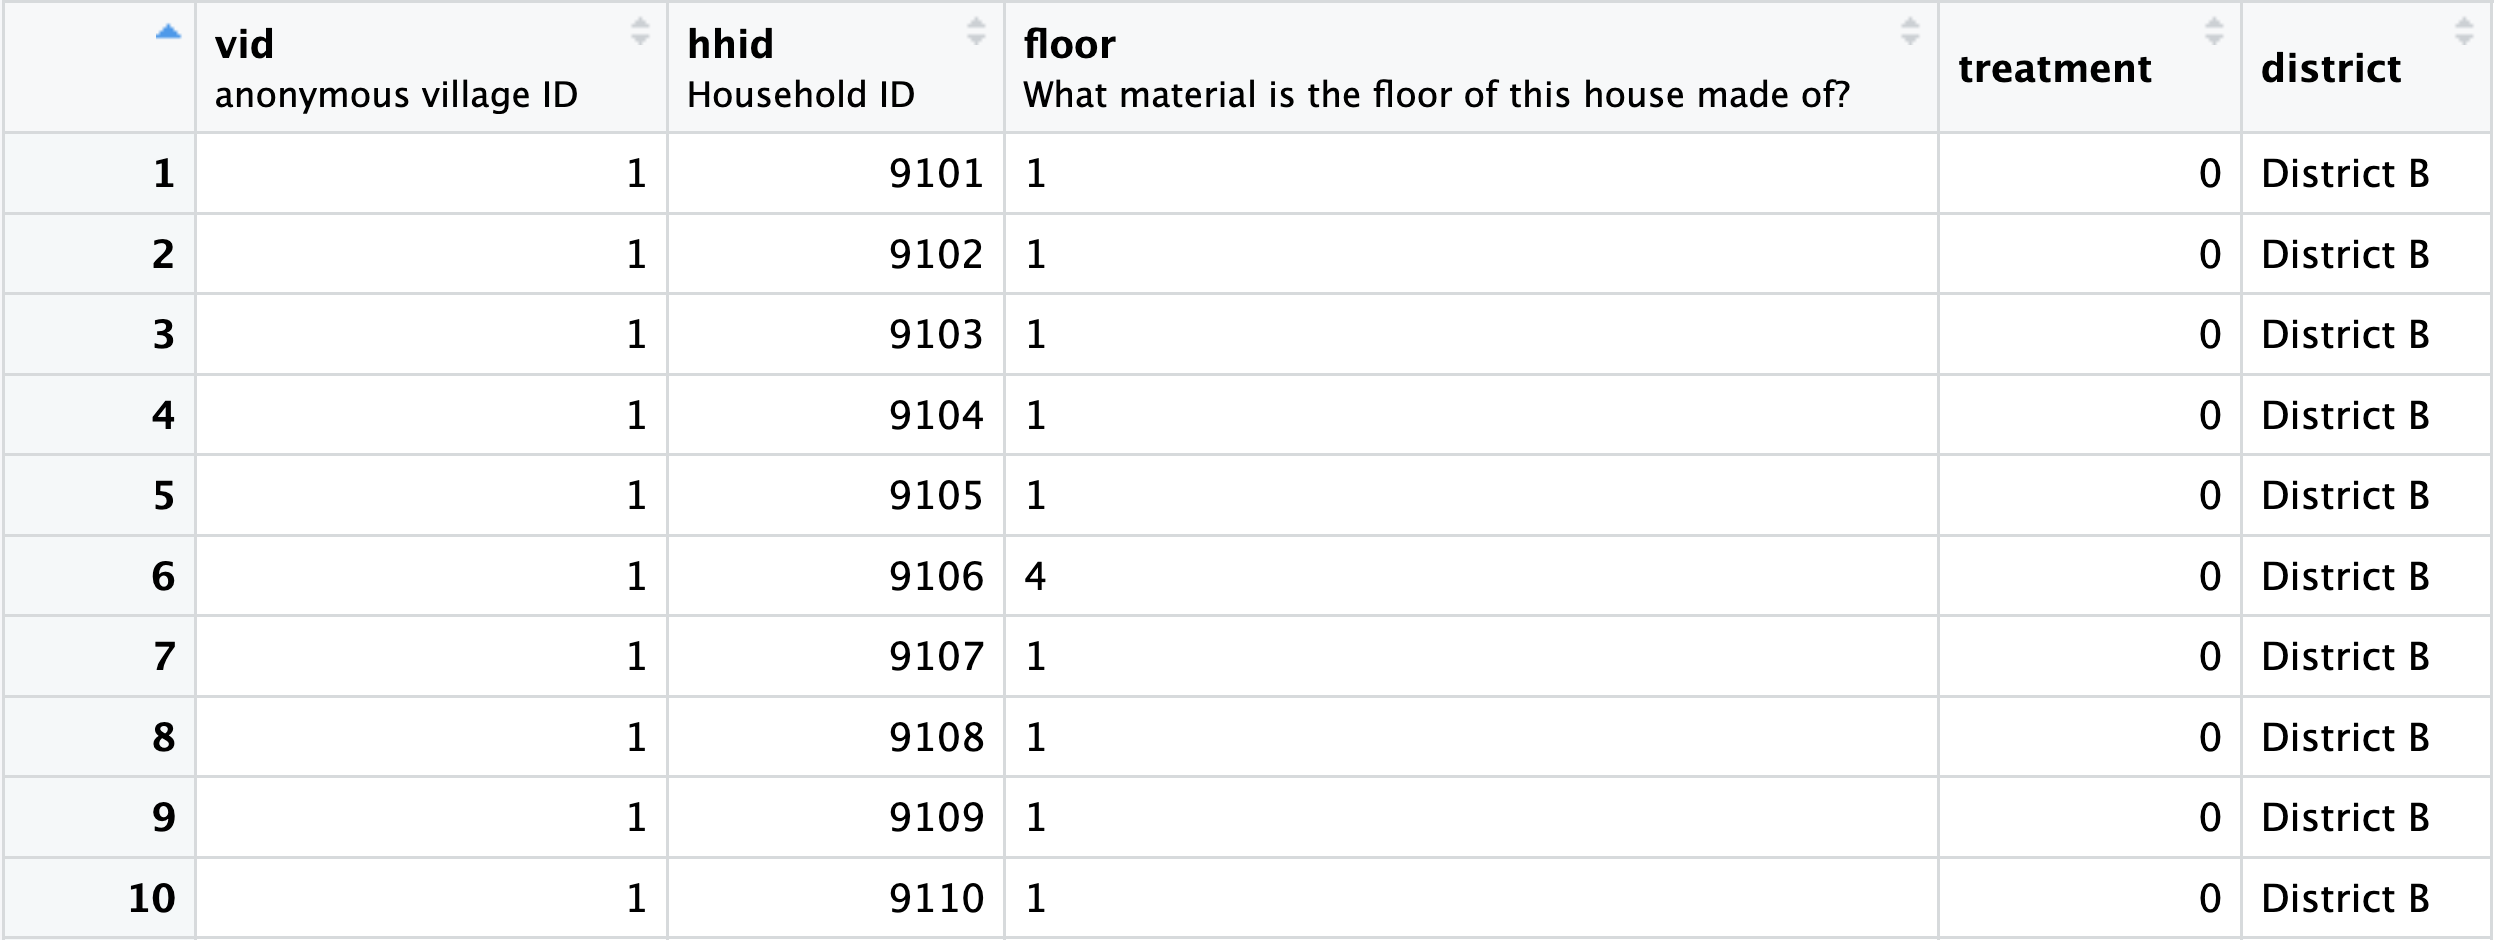 vid hhid floor treatment district
anonymous village ID Household ID What material is the floor of this house made of?
1 1 9101 1 0 District B
2 1 9102 1 0 District B
3 1 9103 1 0 District B
4 1 9104 1 0 District B
5 1 9105 1 0 District B
6 1 9106 4 0 District B
7 1 9107 1 0 District B
8 1 9108 1 0 District B
9 1 9109 1 0 District B
10 1 9110 1 0 District B